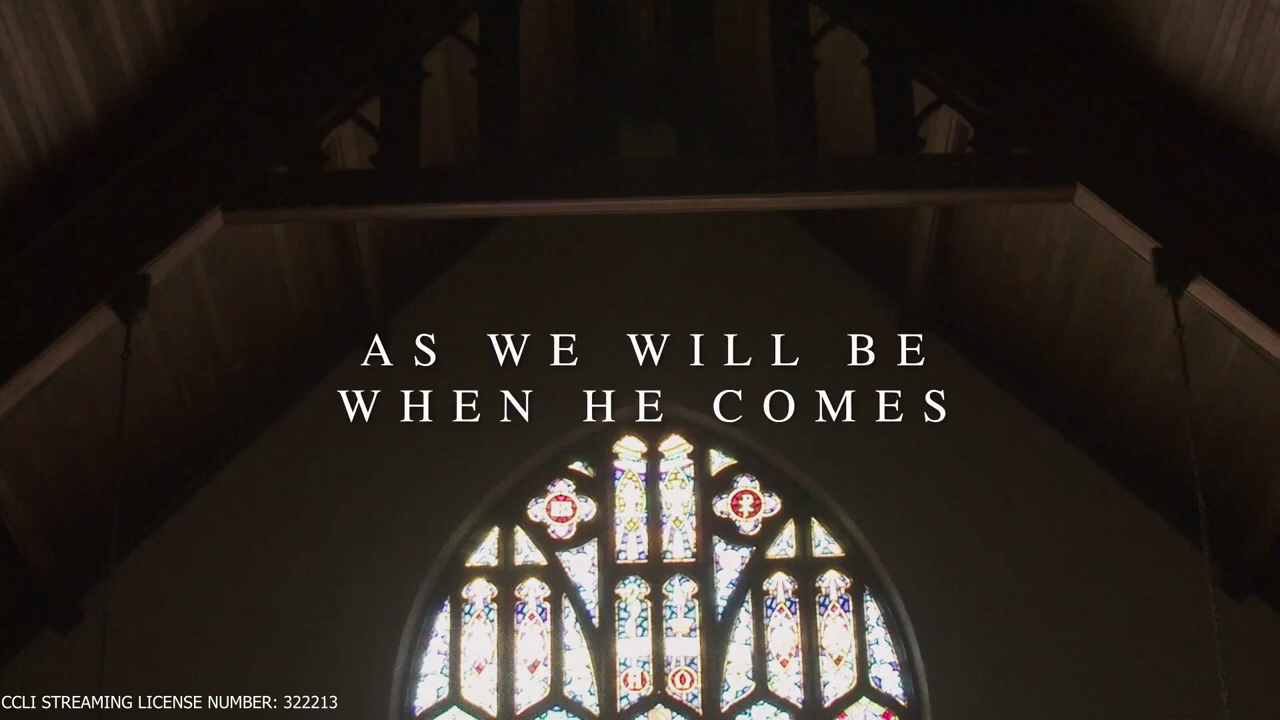 AS WE WILL BE
WHEN HE COMES
CCLI STREAMING LICENSE NUMBER: 322213